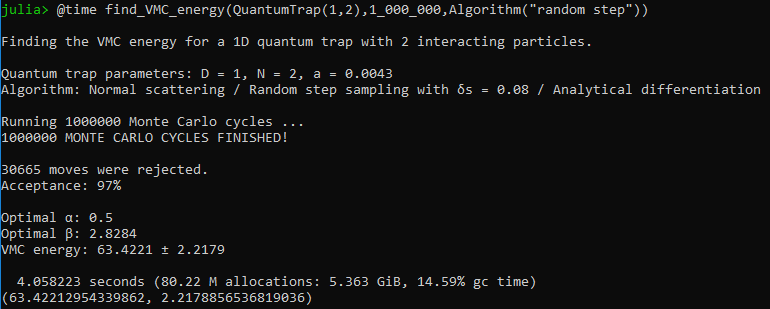 julia> @time find_VMC_energy(QuantumTrap(1,2),1_000_000,Algorithm("random step"))
Finding the VMC energy for a 1D quantum trap with 2 interacting particles.
Quantum trap parameters: D = 1, N = 2, a = 0.0043
Algorithm: Normal scattering / Random step sampling with δs = 0.08 / Analytical differentiation
Running 1000000 Monte Carlo cycles ...
1000000 MONTE CARLO CYCLES FINISHED!
30665 moves were rejected.
Acceptance: 97%
Optimal α: 0.5
Optimal β: 2.8284
VMC energy: 63.4221 ± 2.2179
4.058223 seconds (80.22 M allocations: 5.363 GiB, 14.59% gc time)
(63.42212954339862, 2.2178856536819036)